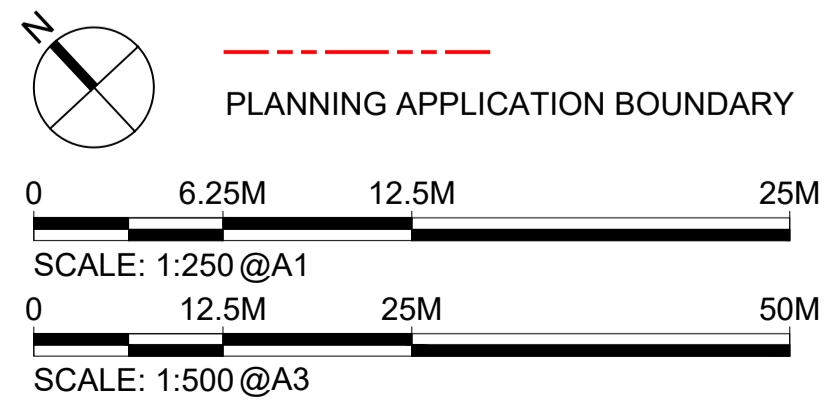 N
PLANNING APPLICATION BOUNDARY
0 6.25M 12.5M 25M
SCALE: 1:250 @A1
0 12.5M 25M 50M
SCALE: 1:500 @A3